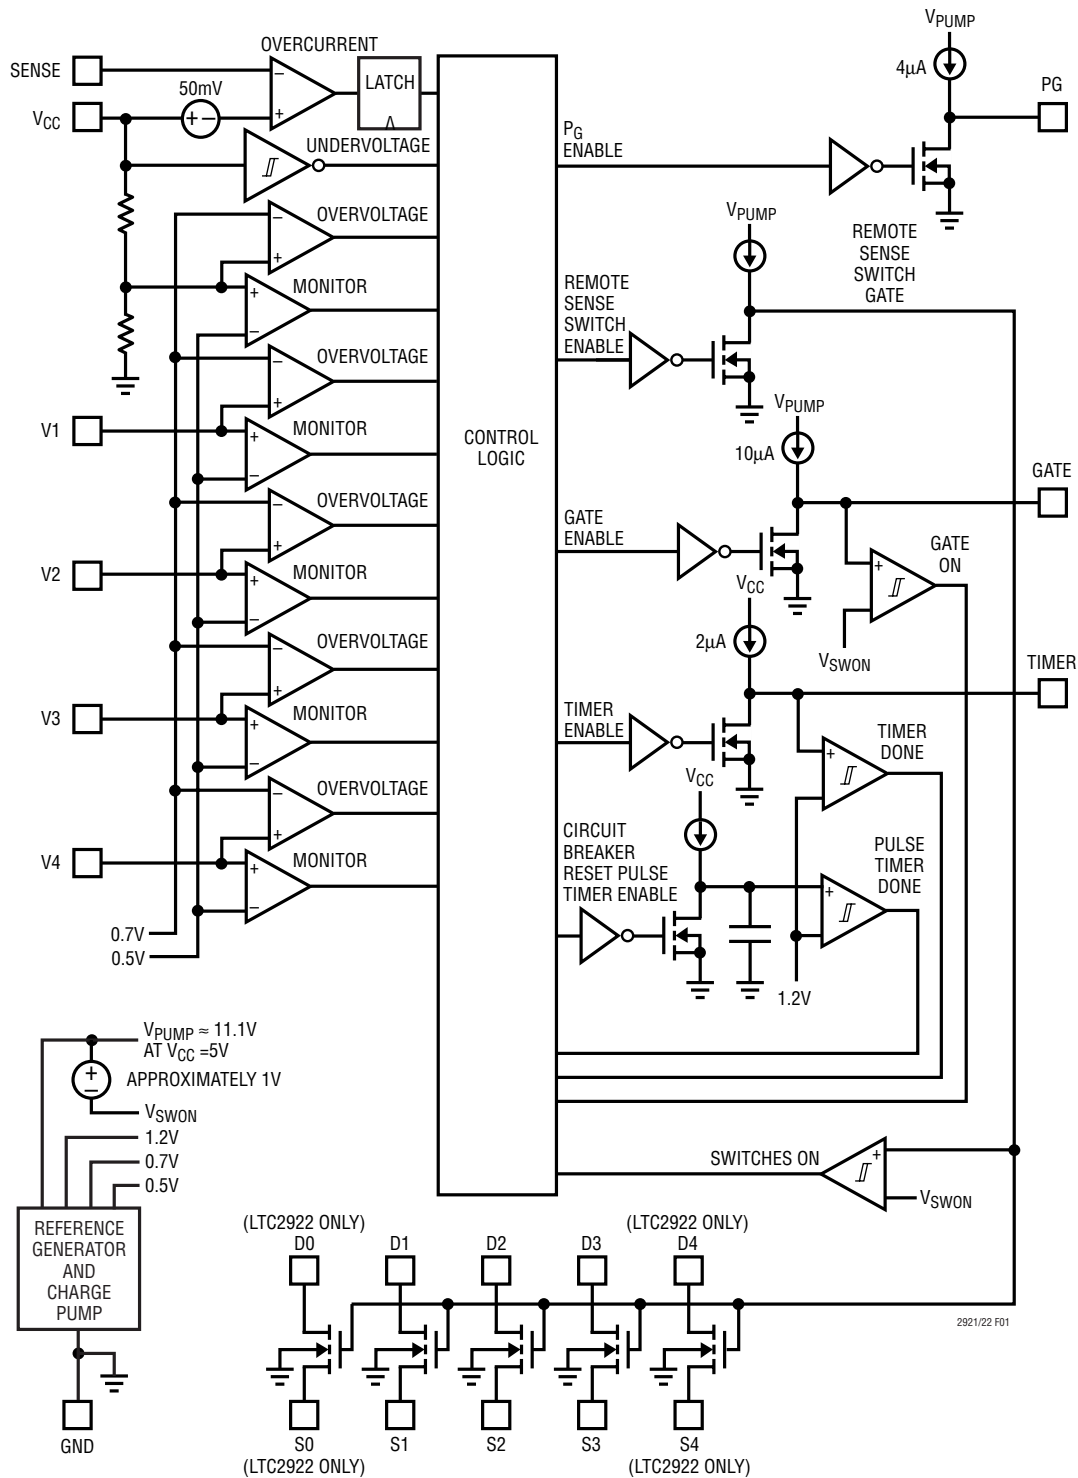 OVERCURRENT
SENSE
−
LATCH
50mV
VCC
+ −
+
UNDERVOLTAGE
OVERVOLTAGE
−
+
MONITOR
+
−
OVERVOLTAGE
−
+
V1
MONITOR
+
−
OVERVOLTAGE
−
+
V2
MONITOR
+
−
OVERVOLTAGE
−
+
V3
MONITOR
+
−
OVERVOLTAGE
−
+
V4
MONITOR
+
−
0.7V
0.5V
CONTROL
LOGIC
VPUMP
4µA
PG
PG
ENABLE
VPUMP
REMOTE
SENSE
SWITCH
GATE
REMOTE
SENSE
SWITCH
ENABLE
VPUMP
10µA
GATE
GATE
ENABLE
GATE
ON
+
VSWON
VCC
2µA
TIMER
TIMER
ENABLE
TIMER
DONE
+
VCC
CIRCUIT
BREAKER
RESET PULSE
TIMER ENABLE
PULSE
TIMER
DONE
+
1.2V
VPUMP ≈ 11.1V
AT VCC =5V
+
−
APPROXIMATELY 1V
VSWON
1.2V
0.7V
0.5V
REFERENCE
GENERATOR
AND
CHARGE
PUMP
GND
SWITCHES ON
+
VSWON
(LTC2922 ONLY)
D0
D1
D2
D3
(LTC2922 ONLY)
D4
2921/22 F01
S0
(LTC2922 ONLY)
S1
S2
S3
S4
(LTC2922 ONLY)